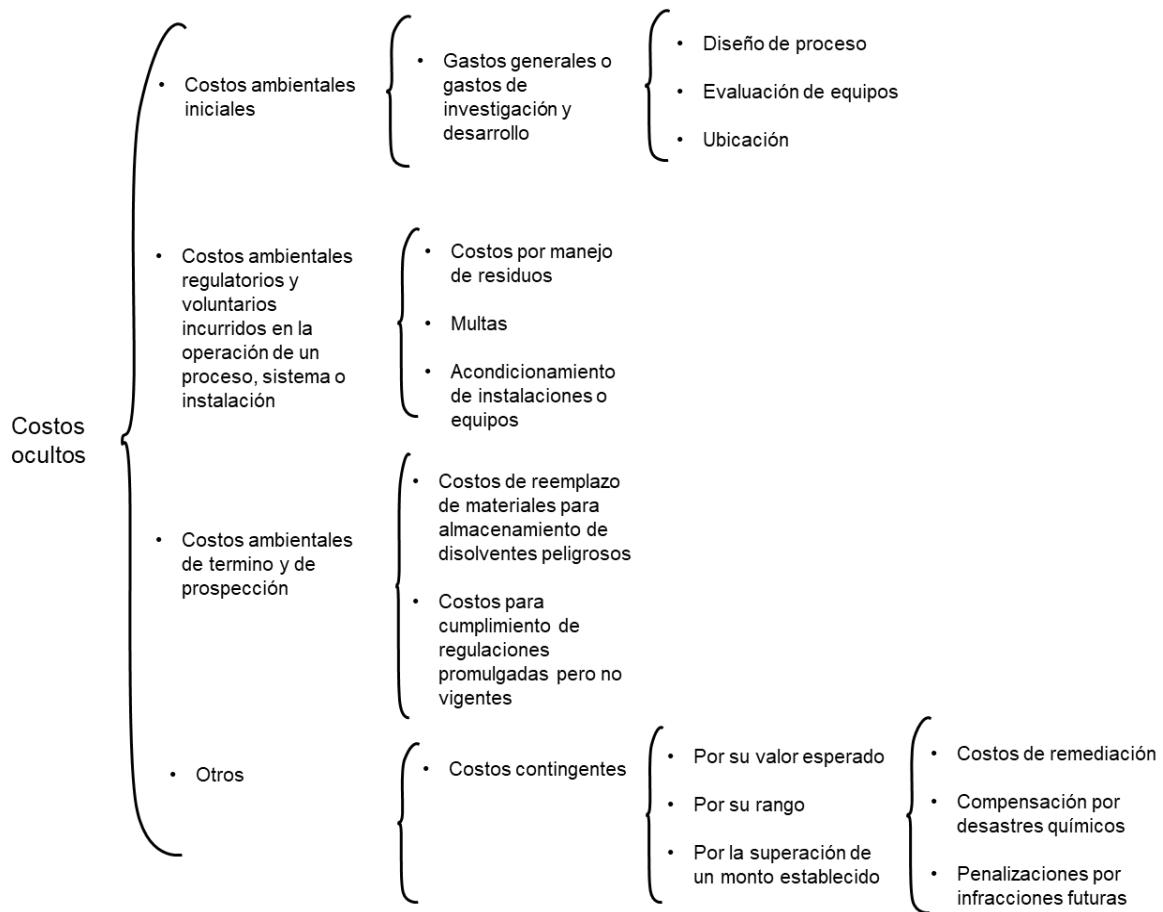 Costos
ocultos
• Costos ambientales
iniciales
• Gastos generales o
gastos de
investigación y
desarrollo
• Diseño de proceso
• Evaluación de equipos
• Ubicación
• Costos ambientales
regulatorios y
voluntarios
incurridos en la
operación de un
proceso, sistema o
instalación
• Costos por manejo
de residuos
• Multas
• Acondicionamiento
de instalaciones o
equipos
• Costos ambientales
de termino y de
prospección
• Costos de reemplazo
de materiales para
almacenamiento de
disolventes peligrosos
• Costos para
cumplimiento de
regulaciones
promulgadas pero no
vigentes
• Otros
• Costos contingentes
• Por su valor esperado
• Por su rango
• Por la superación de
un monto establecido
• Costos de remediación
• Compensación por
desastres químicos
• Penalizaciones por
infracciones futuras